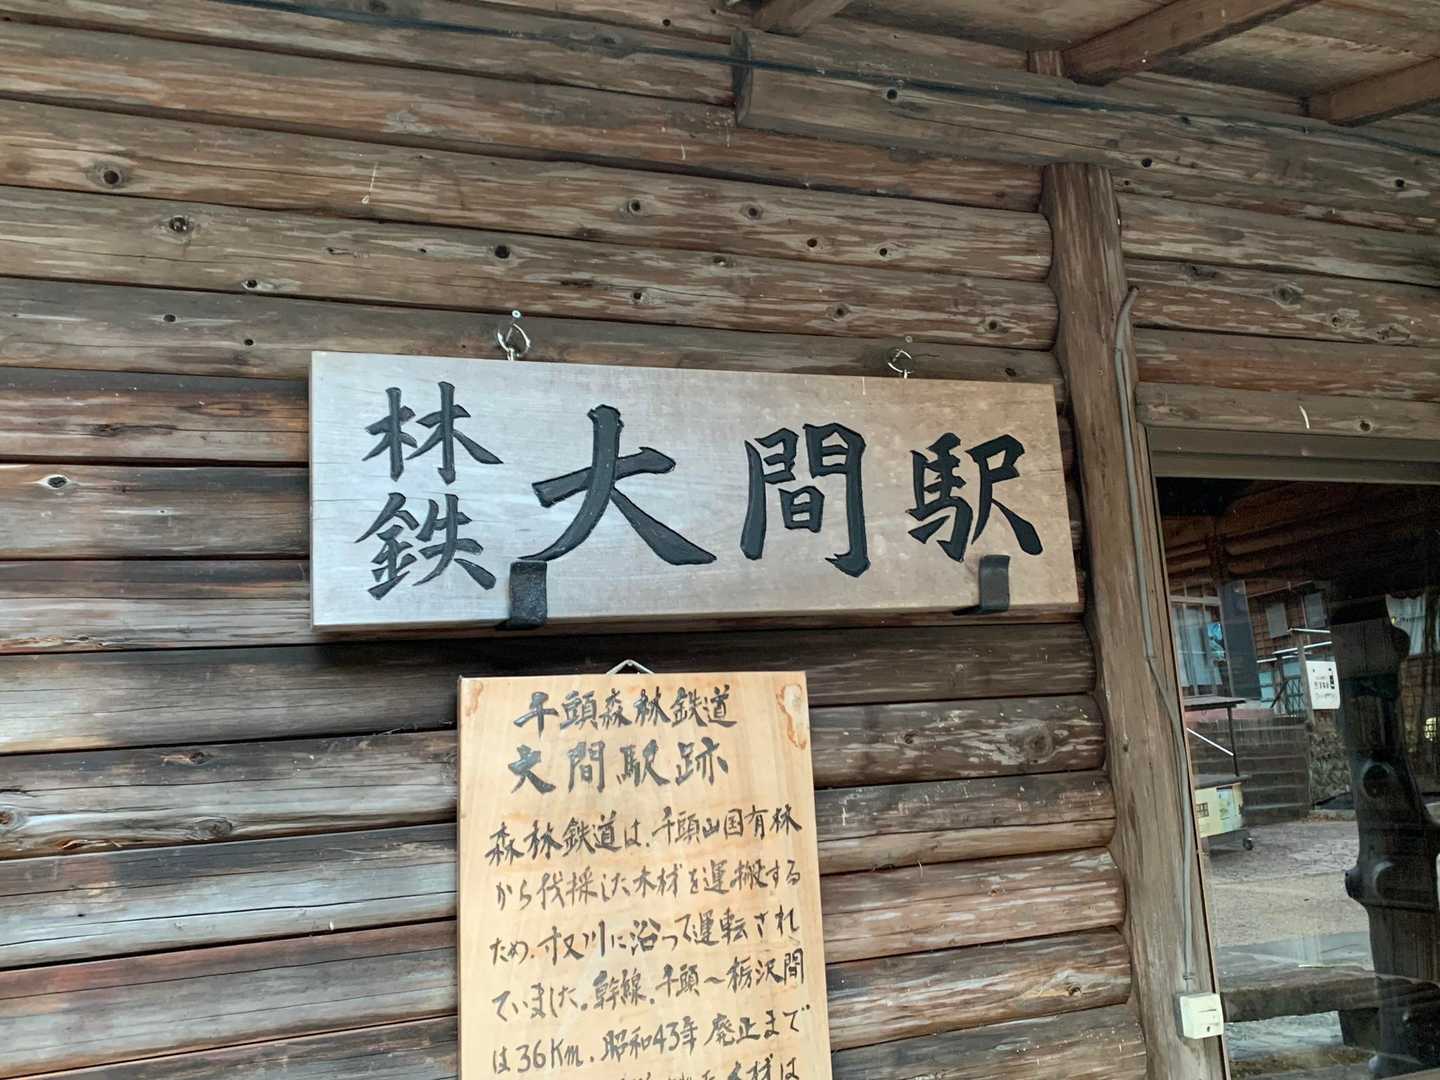 林鉄 大間駅
千頭森林鉄道
大間駅跡
森林鉄道は、千頭山国有林
から伐採した木材を運搬する
ため、寸又川に沿って運転され
ていました。幹線、千頭〜栃沢間
は36Km、昭和43年廃止まで